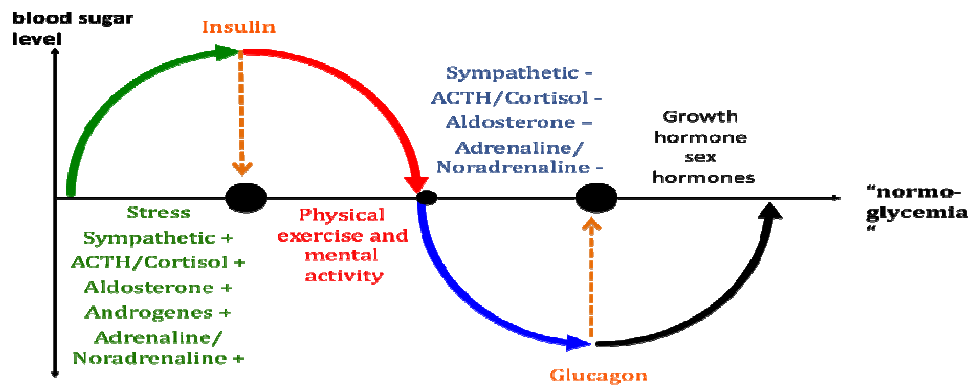 blood sugar
level
Insulin
Sympathetic -
ACTH/Cortisol -
Aldosterone –
Adrenaline/
Noradrenaline -
Growth
hormone
sex
hormones
“normo-
glycemia
“
Stress
Sympathetic +
ACTH/Cortisol +
Aldosterone +
Androgenes +
Adrenaline/
Noradrenaline +
Physical
exercise and
mental
activity
Glucagon